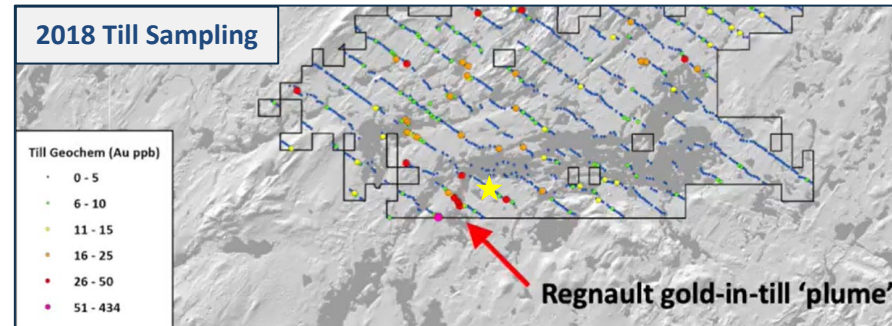 2018 Till Sampling
Till Geochem (Au ppb)
0 - 5
6 - 10
11 - 15
16 - 25
26 - 50
51 - 434
Regnault gold-in-till ‘plume’